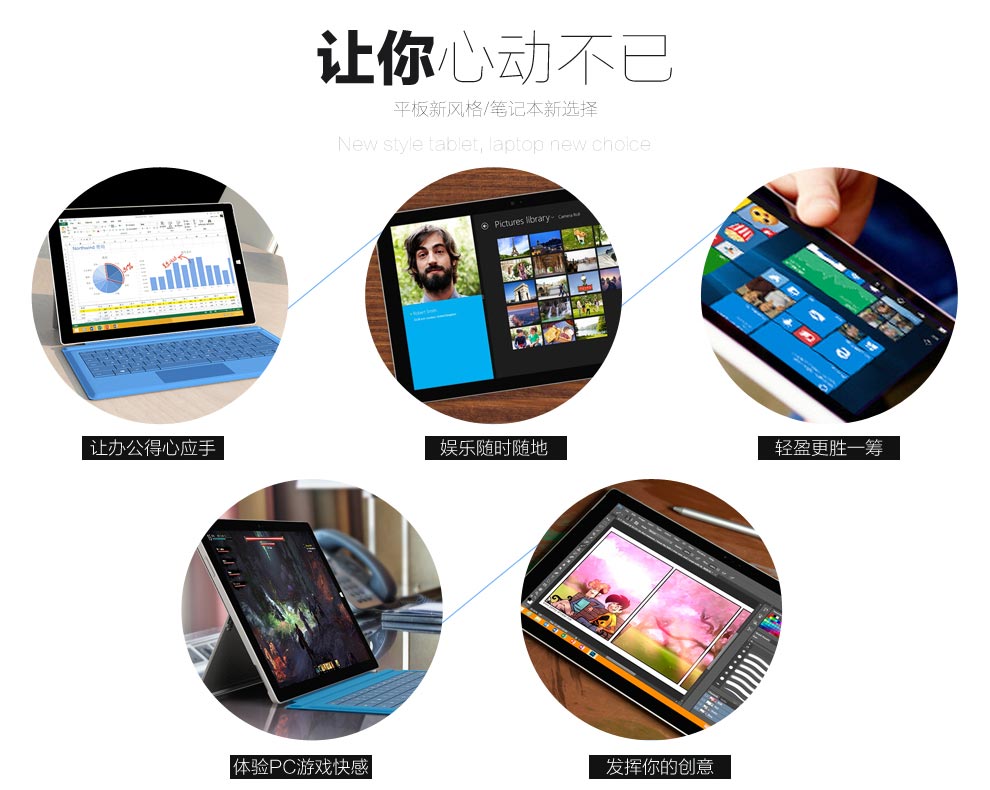 让你心动不已
平板新风格/笔记本新选择
New style tablet, laptop new choice
Pictures library
Camera Roll
让办公得心应手
娱乐随时随地
轻盈更胜一筹
体验PC游戏快感
发挥你的创意